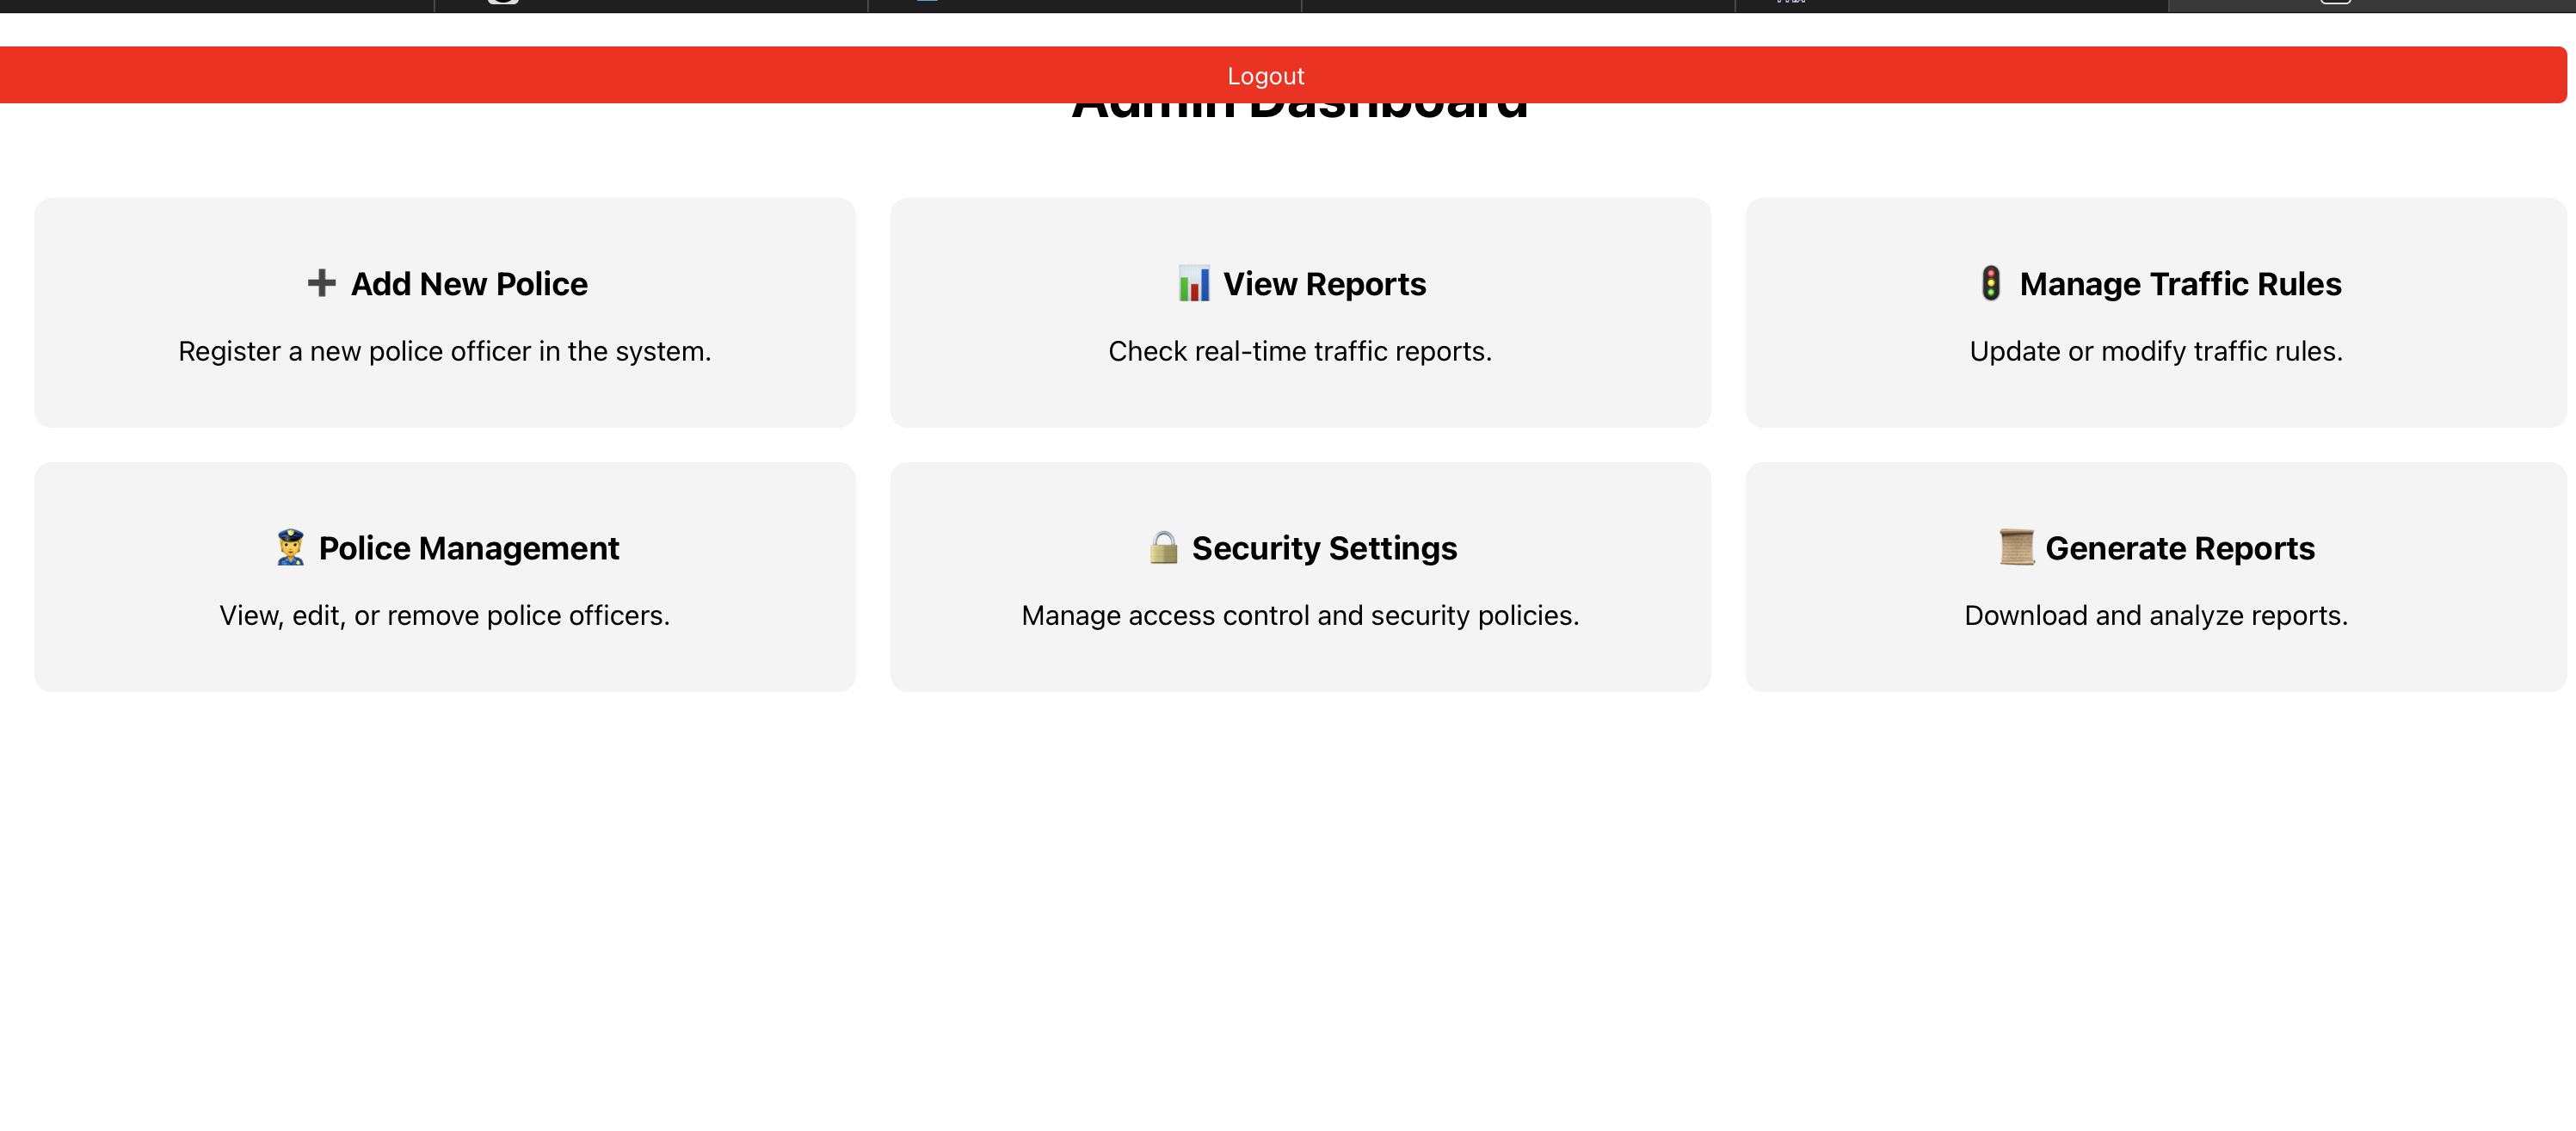 Logout
Admin Dashboard
➕ Add New Police
Register a new police officer in the system.
📊 View Reports
Check real-time traffic reports.
🚦 Manage Traffic Rules
Update or modify traffic rules.
👮 Police Management
View, edit, or remove police officers.
🔒 Security Settings
Manage access control and security policies.
📜 Generate Reports
Download and analyze reports.